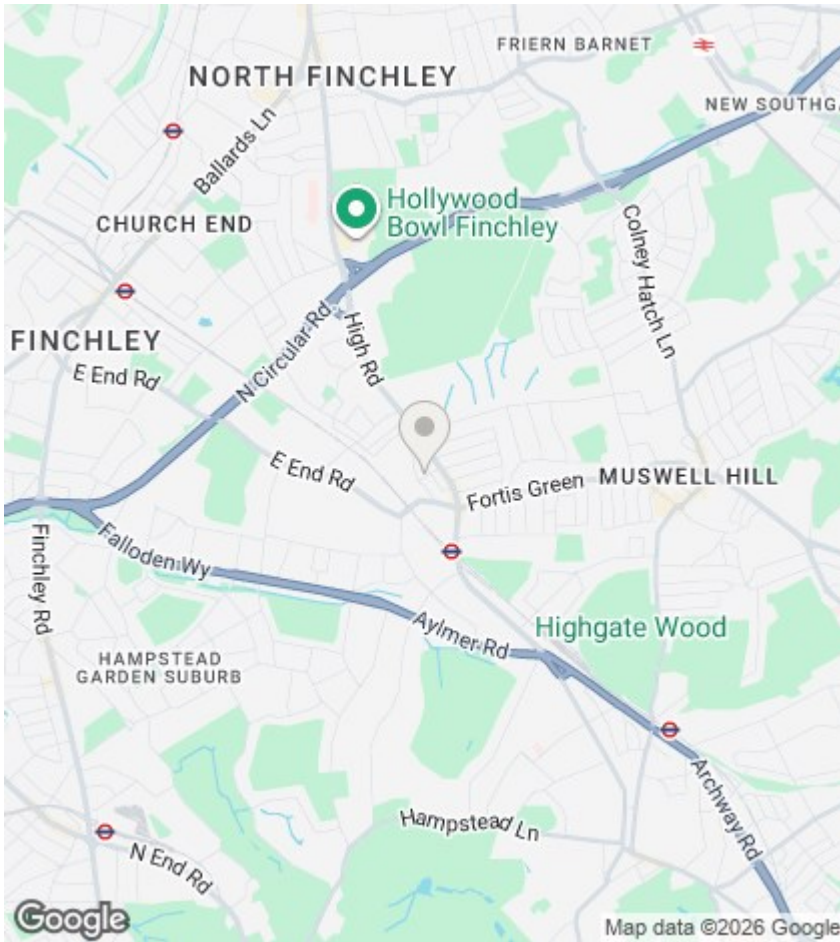 FRIERN BARNET
NORTH FINCHLEY
NEW SOUTHGA
Ballards Ln
Hollywood
Bowl Finchley
CHURCH END
Colney Hatch Ln
FINCHLEY
N Circular Rd
High Rd
E End Rd
E End Rd
Fortis Green
MUSWELL HILL
Finchley Rd
Falloden Wy
Aylmer Rd
Highgate Wood
HAMPSTEAD
GARDEN SUBURB
Archway Rd
Hampstead Ln
N End Rd
Google
Map data ©2026 Google